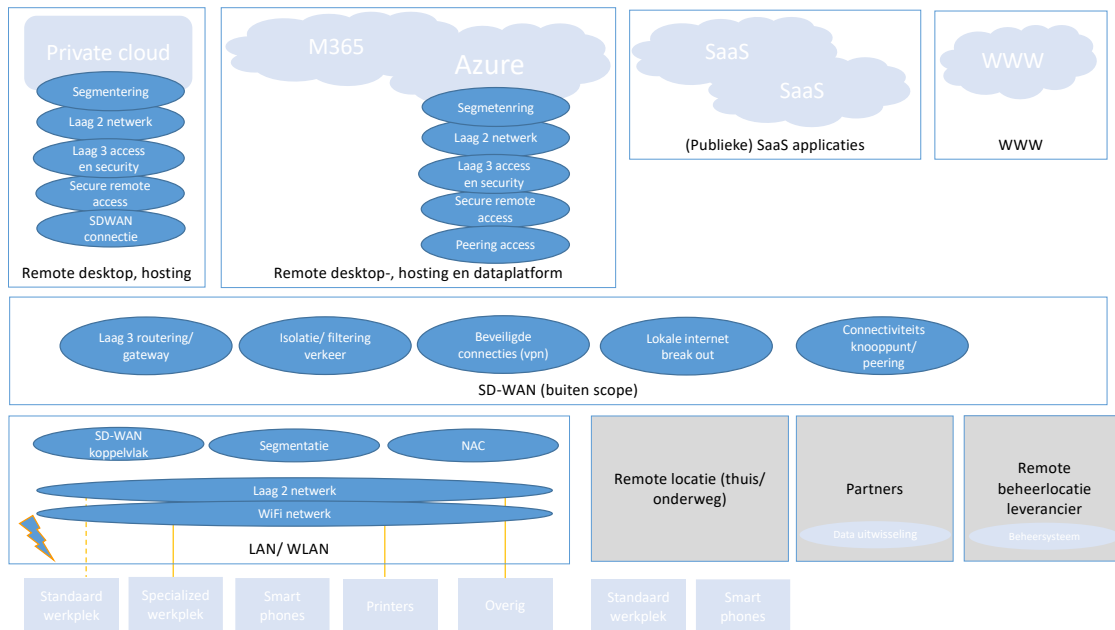 Private cloud
Segmentering
Laag 2 netwerk
Laag 3 access
en security
Secure remote
access
SDWAN
connectie
Remote desktop, hosting
M365
Azure
Segmetenring
Laag 2 netwerk
Laag 3 access
en security
Secure remote
access
Peering access
Remote desktop-, hosting en dataplatform
SaaS
SaaS
(Publieke) SaaS applicaties
WWW
WWW
Laag 3 routering/
gateway
Isolatie/ filtering
verkeer
Beveiligde
connecties (vpn)
Lokale internet
break out
Connectiviteits
knooppunt/
peering
SD-WAN (buiten scope)
SD-WAN
koppelvlak
Segmentatie
NAC
Laag 2 netwerk
WiFi netwerk
LAN/ WLAN
Remote locatie (thuis/
onderweg)
Partners
Data uitwisseling
Remote
beheerlocatie
leverancier
Beheersysteem
Standaard
werkplek
Specialized
werkplek
Smart
phones
Printers
Overig
Standaard
werkplek
Smart
phones